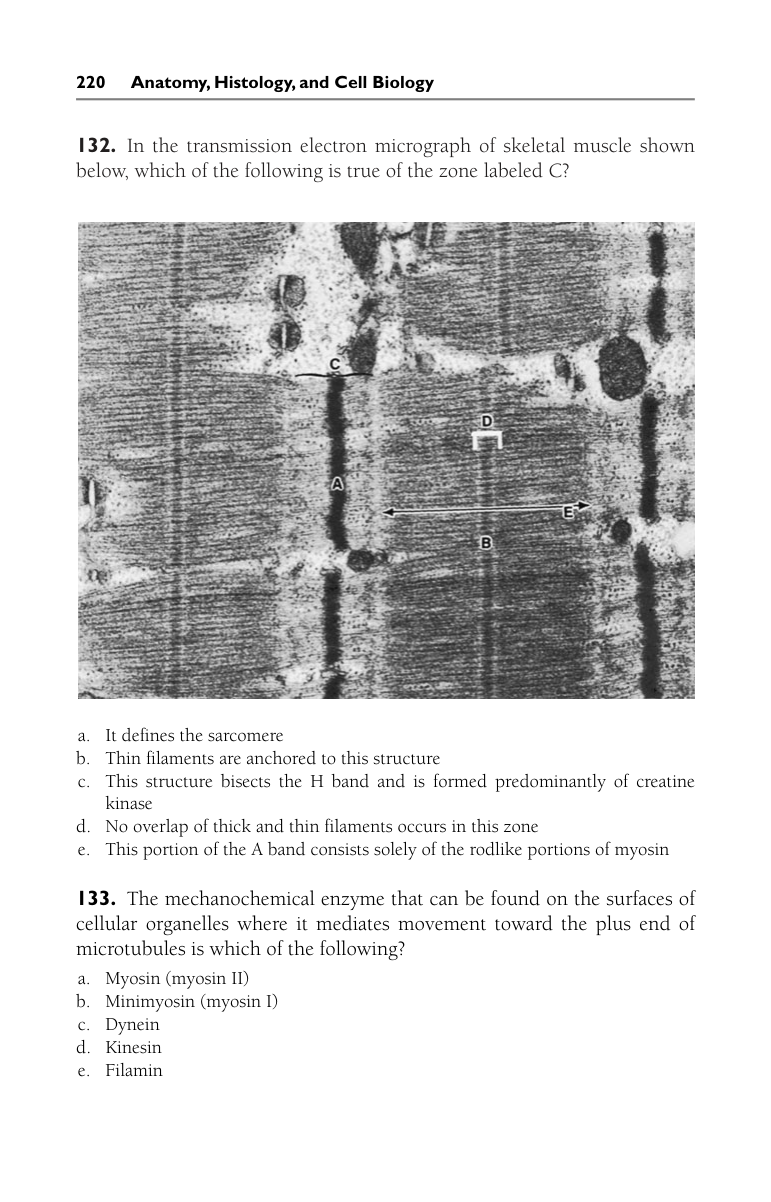 220 Anatomy, Histology, and Cell Biology
132. In the transmission electron micrograph of skeletal muscle shown
below, which of the following is true of the zone labeled C?
C
D
A
E
B
a. It defines the sarcomere
b. Thin filaments are anchored to this structure
c. This structure bisects the H band and is formed predominantly of creatine
kinase
d. No overlap of thick and thin filaments occurs in this zone
e. This portion of the A band consists solely of the rodlike portions of myosin
133. The mechanochemical enzyme that can be found on the surfaces of
cellular organelles where it mediates movement toward the plus end of
microtubules is which of the following?
a. Myosin (myosin II)
b. Minimyosin (myosin I)
c. Dynein
d. Kinesin
e. Filamin